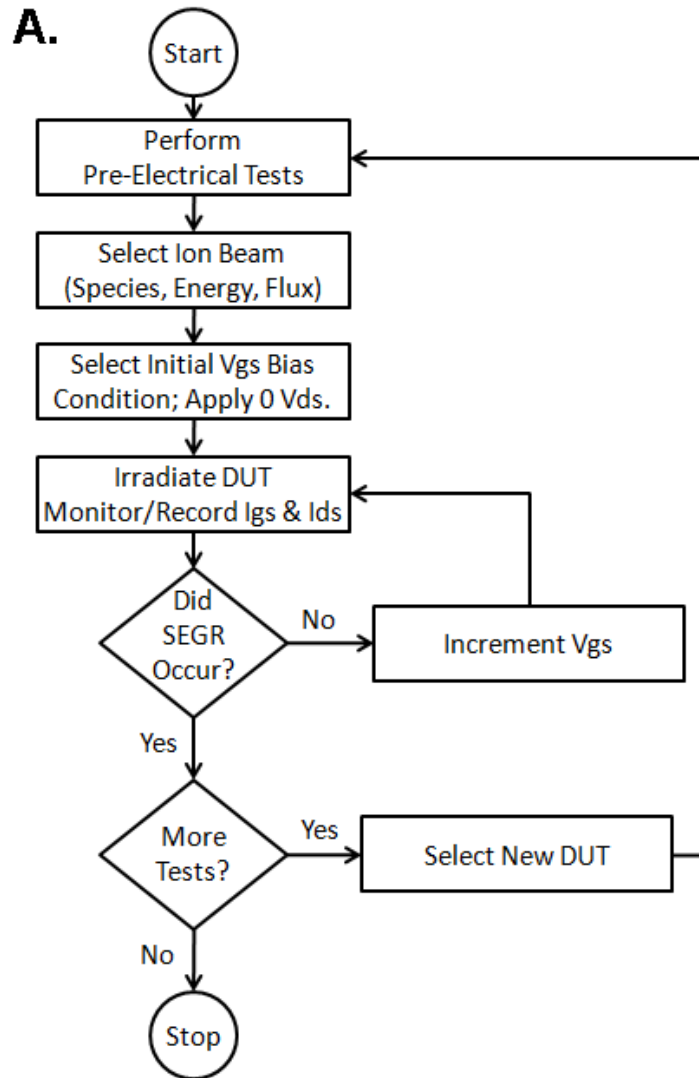 A.
Start
Perform
Pre-Electrical Tests
Select Ion Beam
(Species, Energy, Flux)
Select Initial Vgs Bias
Condition; Apply 0 Vds.
Irradiate DUT
Monitor/Record Igs & Ids
Did
SEGR
Occur?
No
Increment Vgs
Yes
More
Tests?
Yes
Select New DUT
No
Stop